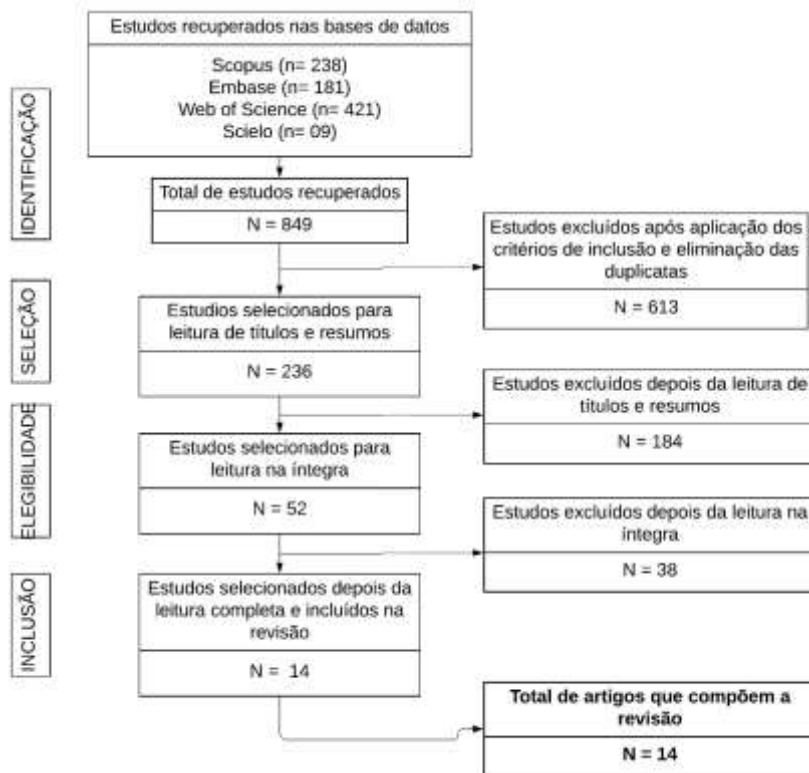 Estudos recuperados nas bases de datos
Scopus (n= 238)
Embase (n= 181)
Web of Science (n= 421)
Scielo (n= 09)
IDENTIFICAÇÃO
Total de estudos recuperados
N = 849
Estudos excluídos após aplicação dos
critérios de inclusão e eliminação das
duplicatas
N = 613
SELEÇÃO
Estudios selecionados para
leitura de títulos e resumos
N = 236
Estudos excluídos depois da leitura de
títulos e resumos
N = 184
ELEGIBILIDADE
Estudos selecionados para
leitura na íntegra
N = 52
Estudos excluídos depois da leitura na
íntegra
N = 38
INCLUSÃO
Estudos selecionados depois da
leitura completa e incluídos na
revisão
N = 14
Total de artigos que compõem a
revisão
N = 14